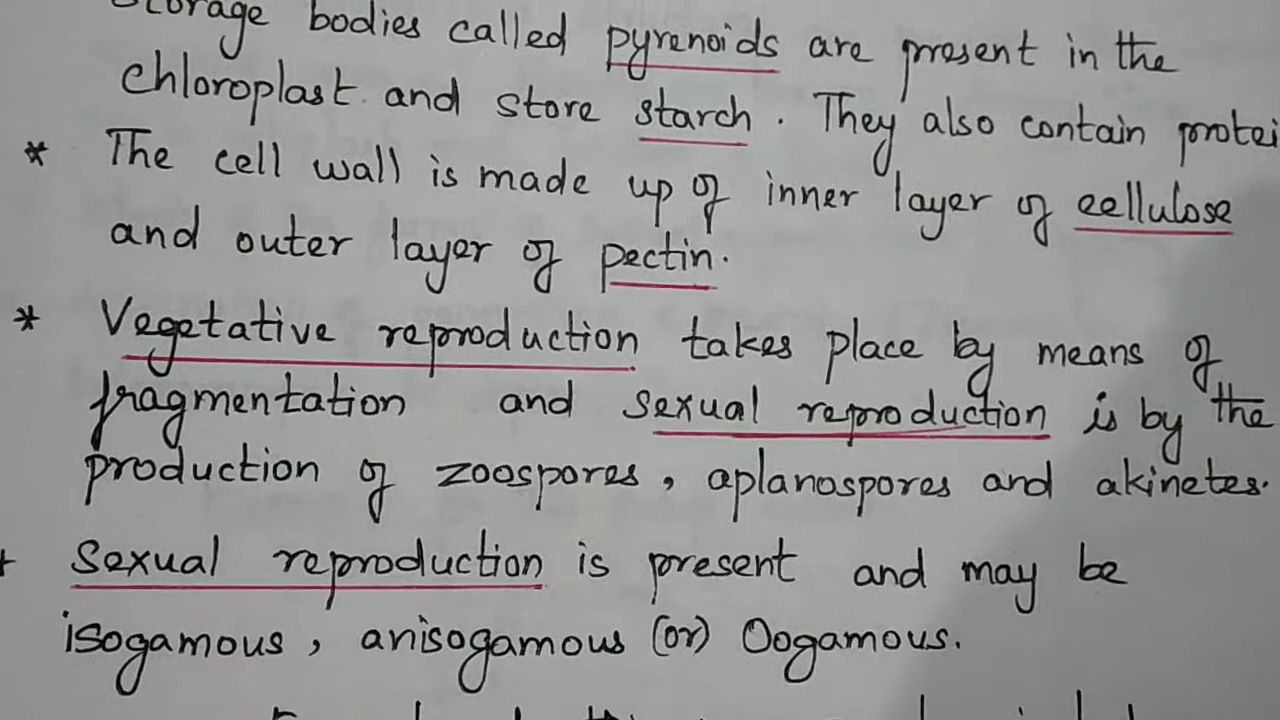 storage bodies called pyrenoids are present in the
chloroplast and store starch. They also contain protei
* The cell wall is made up of inner layer of cellulose
and outer layer of pectin.
* Vegetative reproduction takes place by means of
fragmentation and sexual reproduction is by the
production of zoospores, aplanospores and akinetes.
* Sexual reproduction is present and may be
isogamous, anisogamous (or) Oogamous.